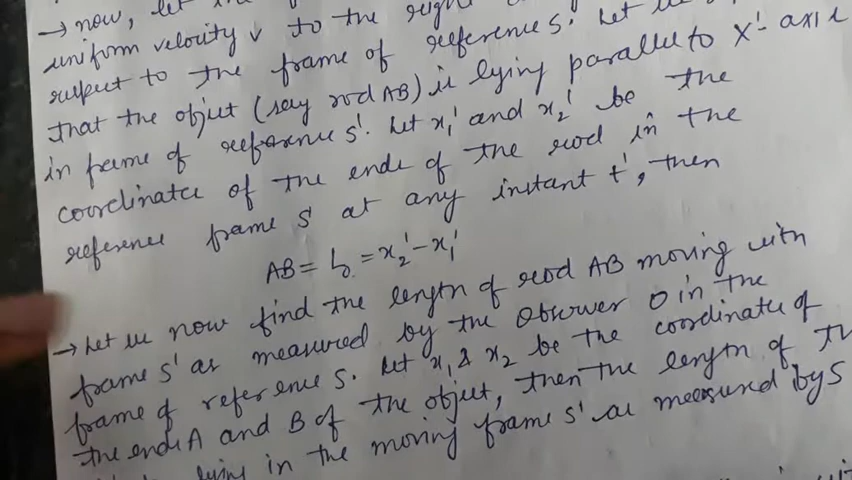 → now, let
uniform velocity v to the right
respect to the frame of reference s'. Let us
that the object (say rod AB) is lying parallel to x'- axis
in frame of reference s'. Let x₁' and x₂' be the
coordinates of the ends of the rod in the
reference frame s' at any instant t', then
AB = L₀ = x₂' - x₁'
→ Let us now find the length of rod AB moving with
frame s' as measured by the observer O in the
frame of reference s. Let x₁ & x₂ be the coordinates of
the ends A and B of the object, then the length of the
lying in the moving frame s' as measured by s